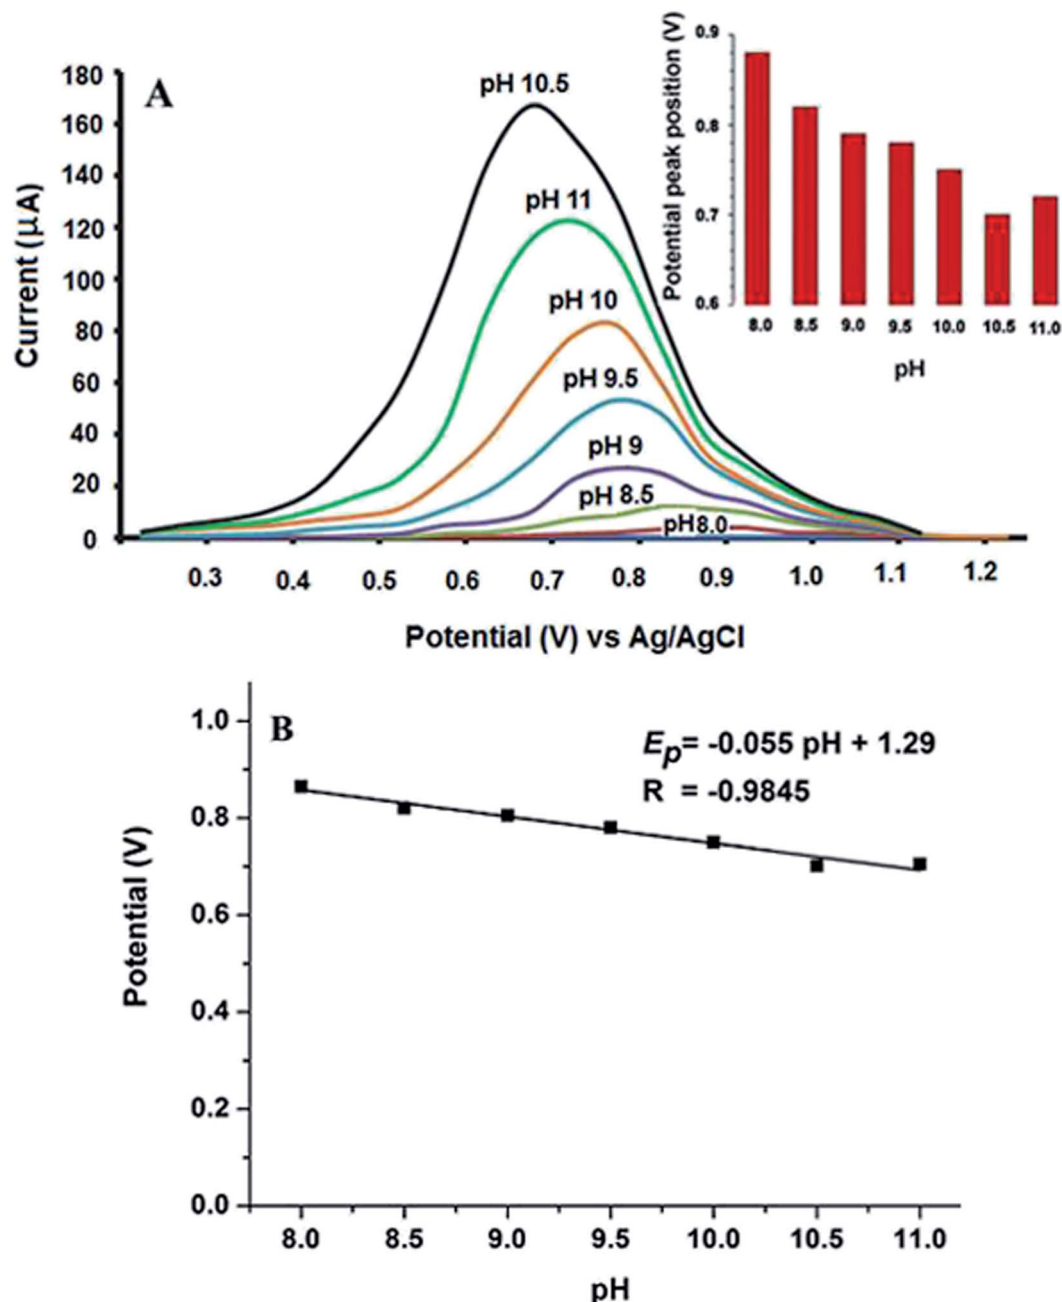 A
Current (µA)
180
160
140
120
100
80
60
40
20
0
pH 10.5
pH 11
pH 10
pH 9.5
pH 9
pH 8.5
pH8.0
0.3 0.4 0.5 0.6 0.7 0.8 0.9 1.0 1.1 1.2
Potential (V) vs Ag/AgCl
Potential peak position (V)
0.9
0.8
0.7
0.6
8.0 8.5 9.0 9.5 10.0 10.5 11.0
pH
B
Ep= -0.055 pH + 1.29
R = -0.9845
Potential (V)
1.0
0.8
0.6
0.4
0.2
0.0
8.0 8.5 9.0 9.5 10.0 10.5 11.0
pH